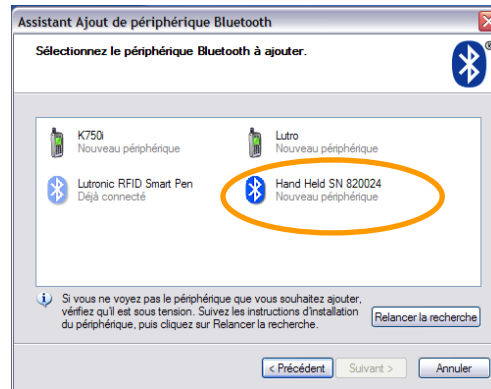 Assistant Ajout de périphérique Bluetooth
Sélectionnez le périphérique Bluetooth à ajouter.
K750i
Nouveau périphérique
Lutro
Nouveau périphérique
Lutronic RFID Smart Pen
Déjà connecté
Hand Held SN 820024
Nouveau périphérique
Si vous ne voyez pas le périphérique que vous souhaitez ajouter,
vérifiez qu'il est sous tension. Suivez les instructions d'installation
du périphérique, puis cliquez sur Relancer la recherche.
Relancer la recherche
< Précédent
Suivant >
Annuler